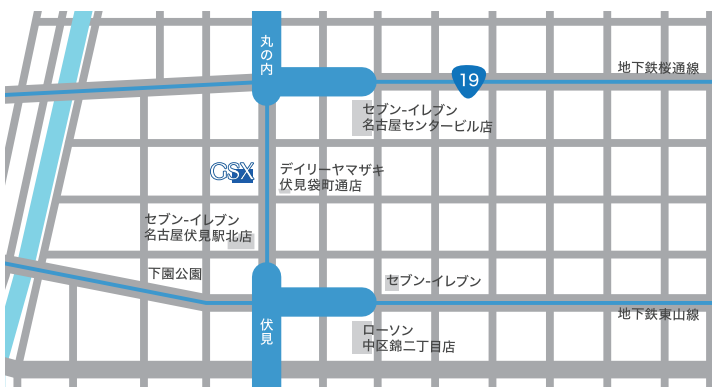 丸の内
19
地下鉄桜通線
セブン-イレブン
名古屋センタービル店
GSX
デイリーヤマザキ
伏見袋町通店
セブン-イレブン
名古屋伏見駅北店
下園公園
セブン-イレブン
地下鉄東山線
伏見
ローソン
中区錦二丁目店